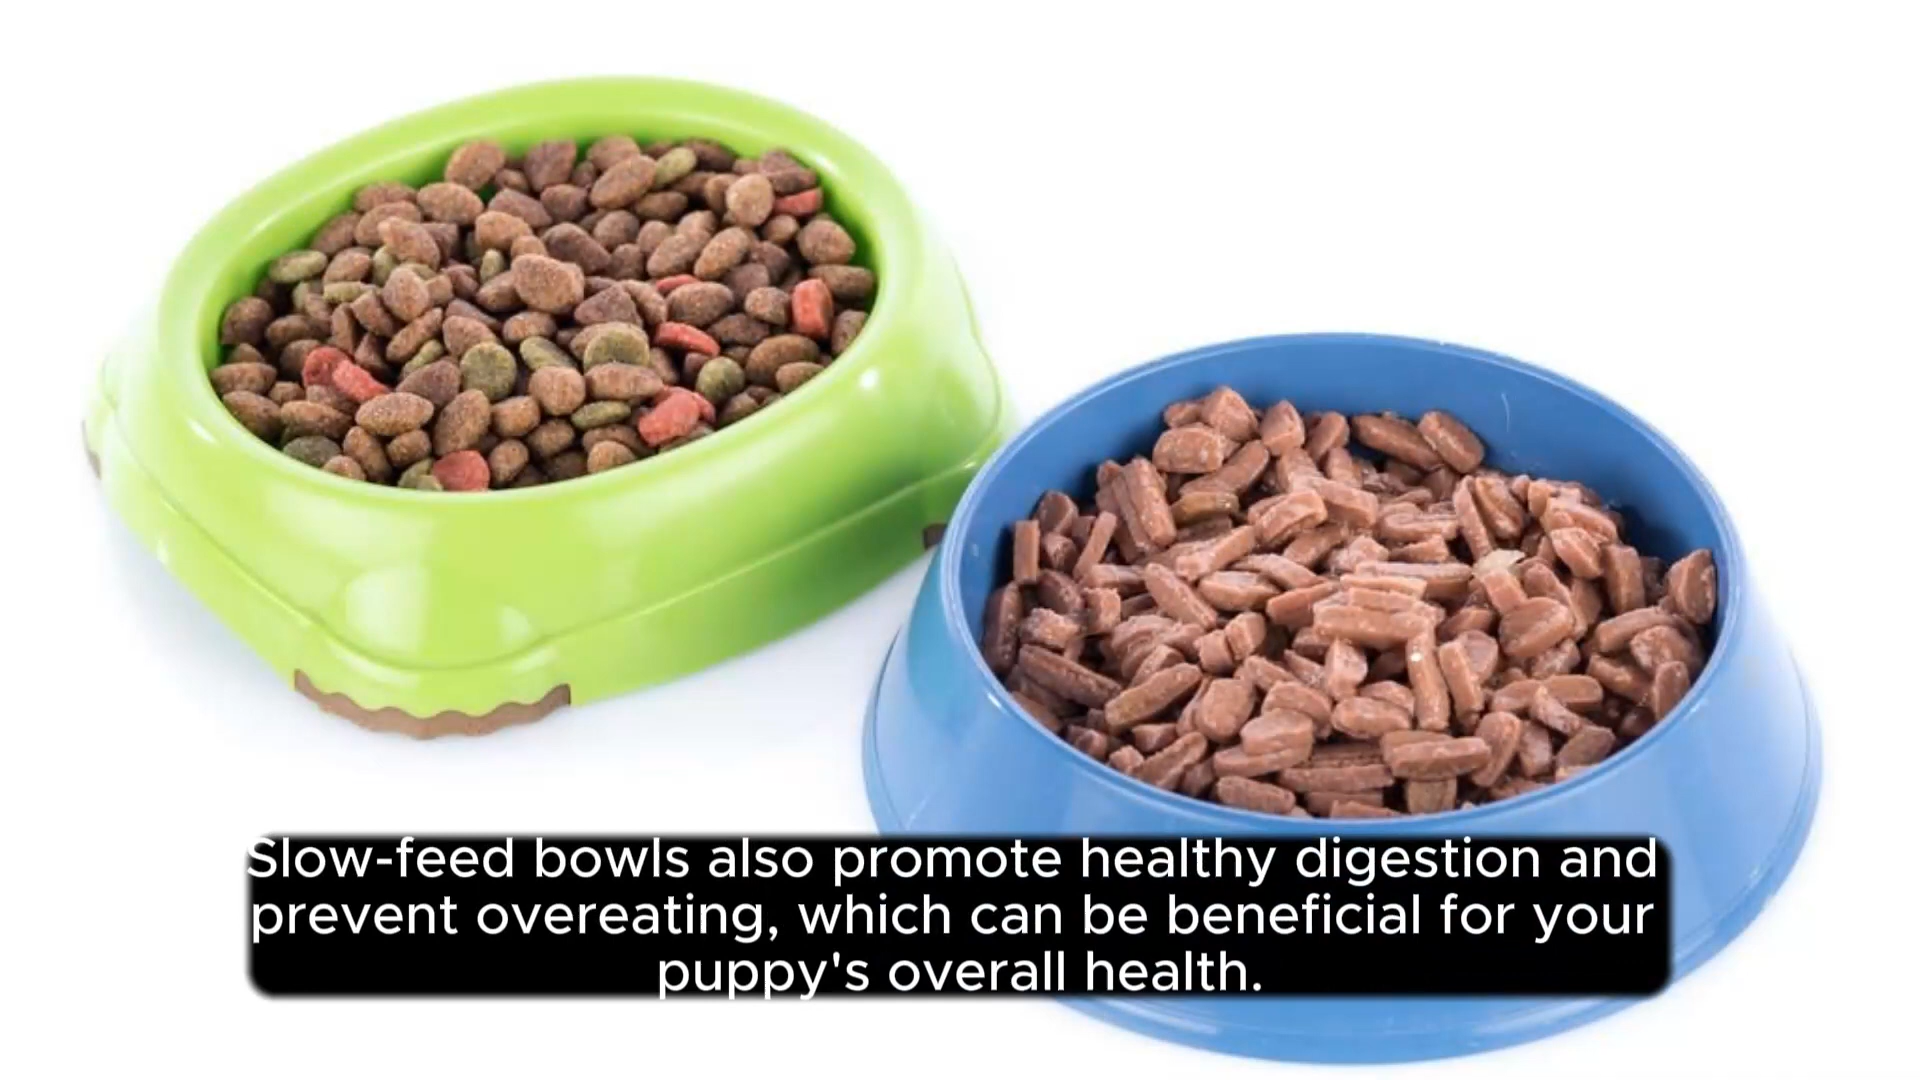 Slow-feed bowls also promote healthy digestion and
prevent overeating, which can be beneficial for your
puppy's overall health.